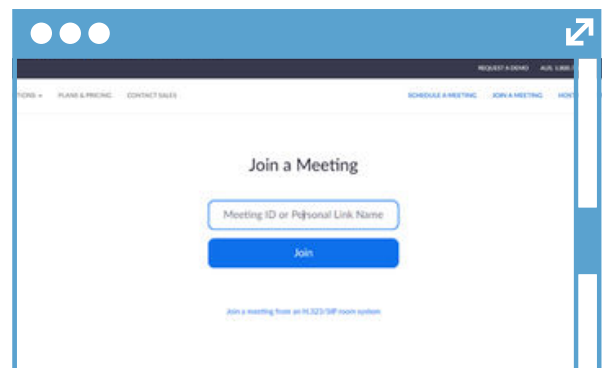 REQUEST A DEMO
PLANS & PRICING CONTACT SALES SCHEDULE A MEETING JOIN A MEETING HOST
Join a Meeting
Meeting ID or Personal Link Name
Join
Join a meeting from an H.323/SIP room system